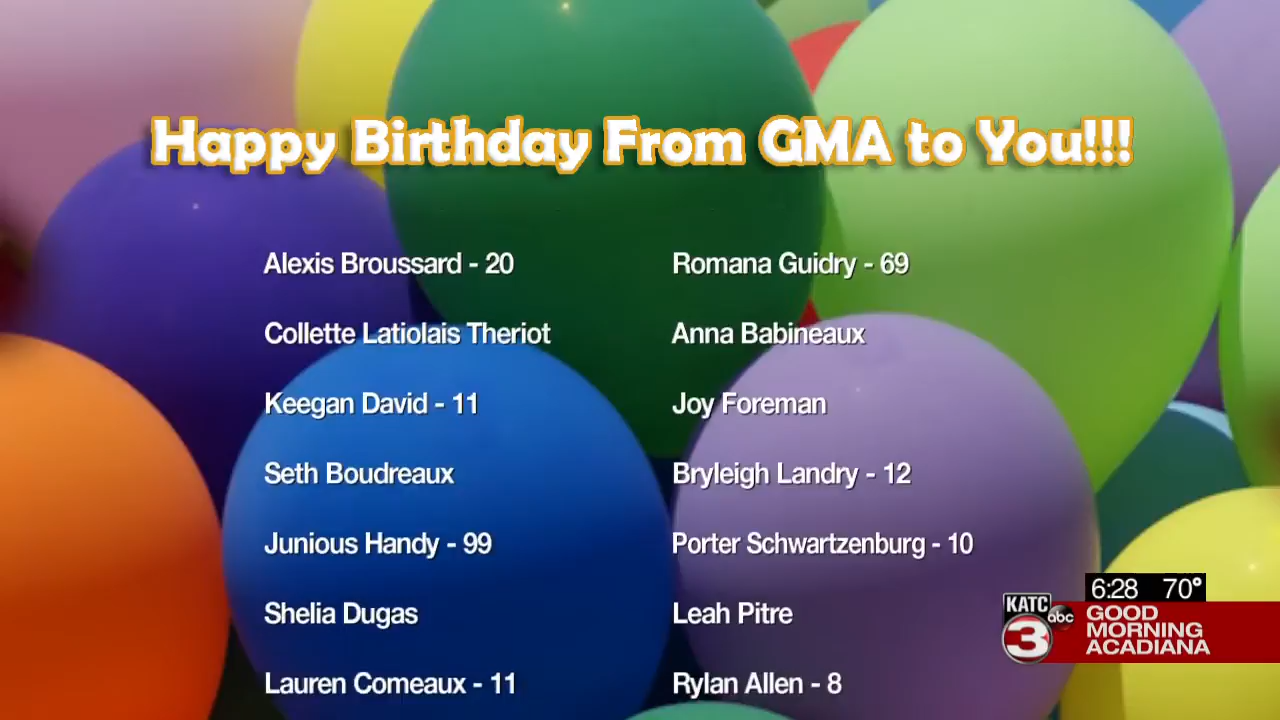 Happy Birthday From GMA to You!!!
Alexis Broussard - 20
Collette Latiolais Theriot
Keegan David - 11
Seth Boudreaux
Junious Handy - 99
Shelia Dugas
Lauren Comeaux - 11
Romana Guidry - 69
Anna Babineaux
Joy Foreman
Bryleigh Landry - 12
Porter Schwartzenburg - 10
Leah Pitre
Rylan Allen - 8
6:28 70°
KATC
3
abc
GOOD
MORNING
ACADIANA